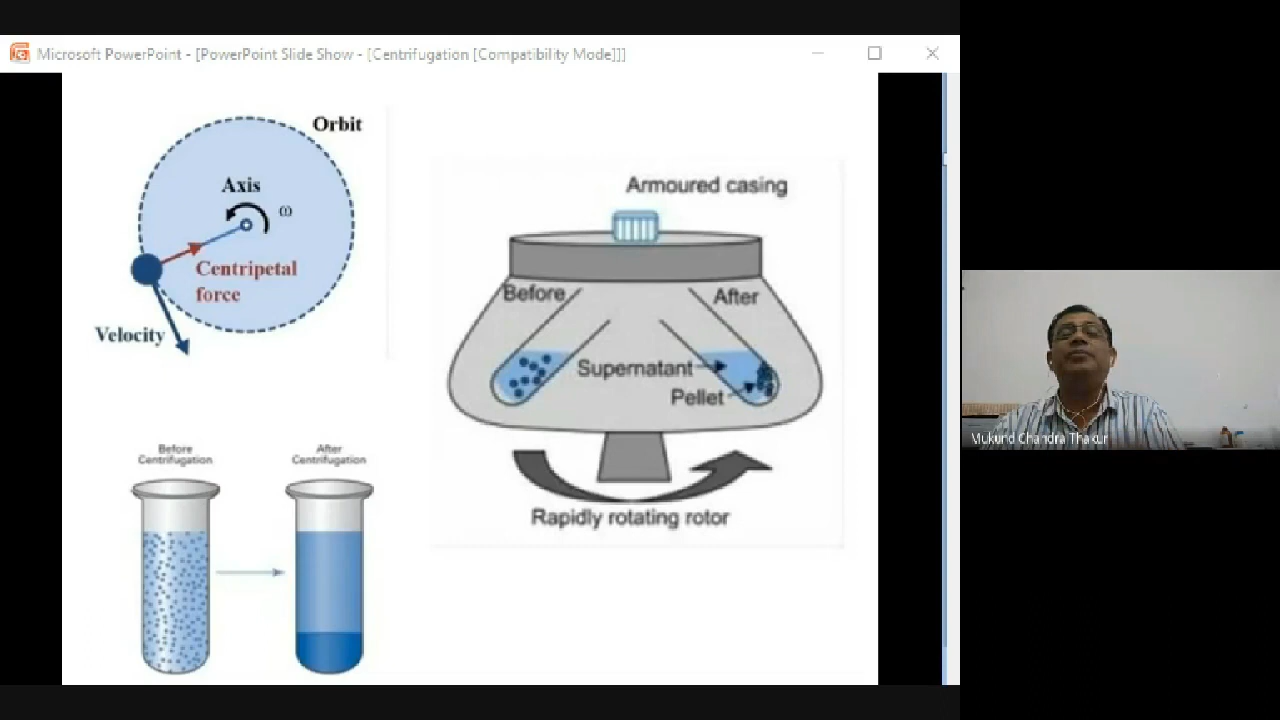 Microsoft PowerPoint - [PowerPoint Slide Show - [Centrifugation [Compatibility Mode]]]
Orbit
Axis
ω
Centripetal
force
Velocity
Armoured casing
Before
After
Supernatant
Pellet
Rapidly rotating rotor
Before
Centrifugation
After
Centrifugation
Mukund Chandra Thakur